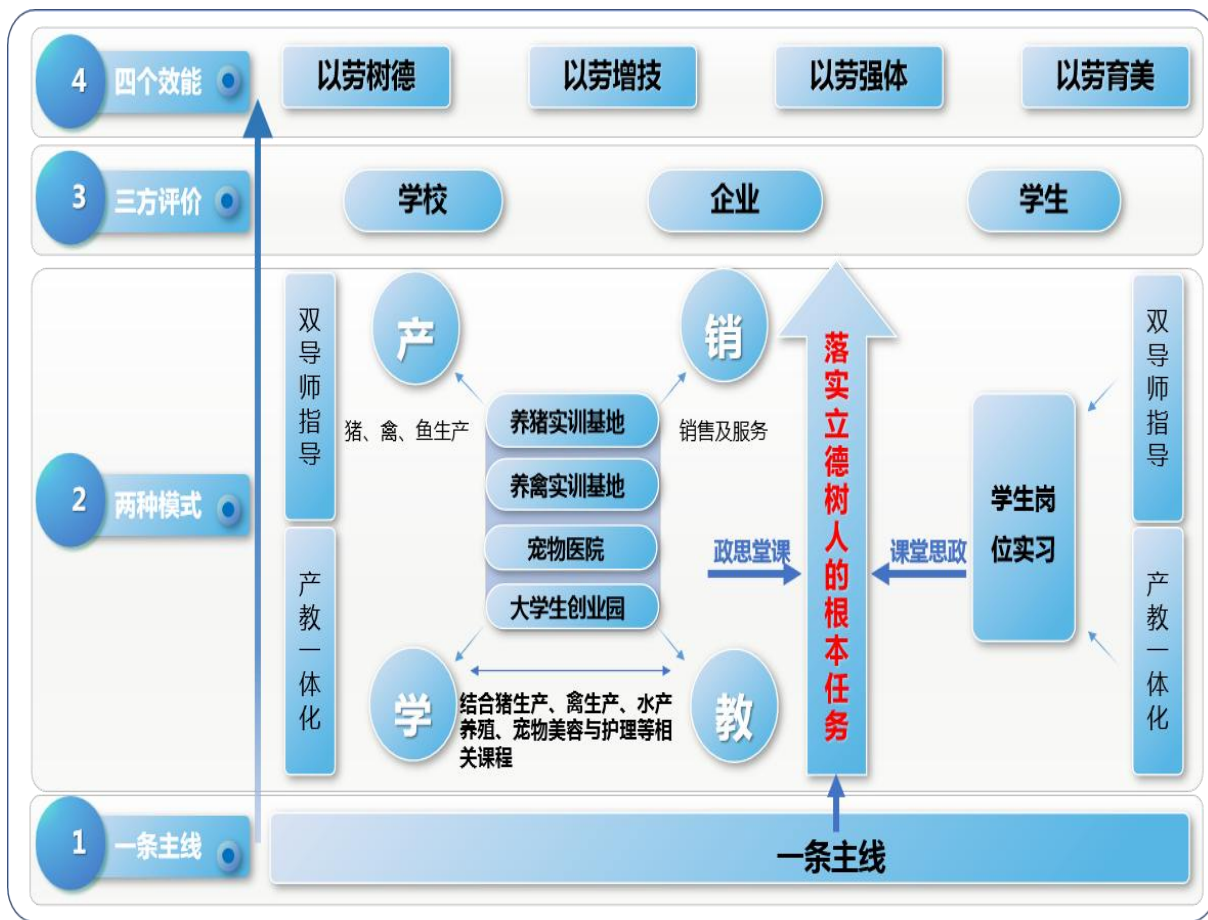 4 四个效能
以劳树德
以劳增技
以劳强体
以劳育美
3 三方评价
学校
企业
学生
2 两种模式
双导师指导
产教一体化
产
猪、禽、鱼生产
销
销售及服务
养猪实训基地
养禽实训基地
宠物医院
大学生创业园
学
教
结合猪生产、禽生产、水产
养殖、宠物美容与护理等相
关课程
政思堂课
落实立德树人的根本任务
课堂思政
学生岗
位实习
双导师指导
产教一体化
1 一条主线
一条主线